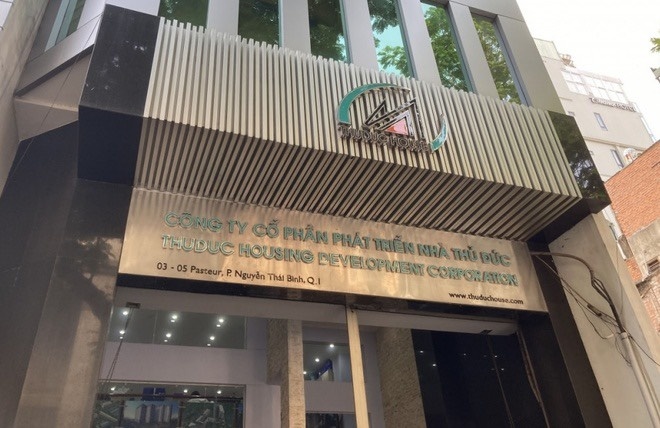 THUDUC HOUSE
CÔNG TY CỔ PHẦN PHÁT TRIỂN NHÀ THỦ ĐỨC
THUDUC HOUSING DEVELOPMENT CORPORATION
03 - 05 Pasteur, P. Nguyễn Thái Bình, Q.1
www.thuduchouse.com